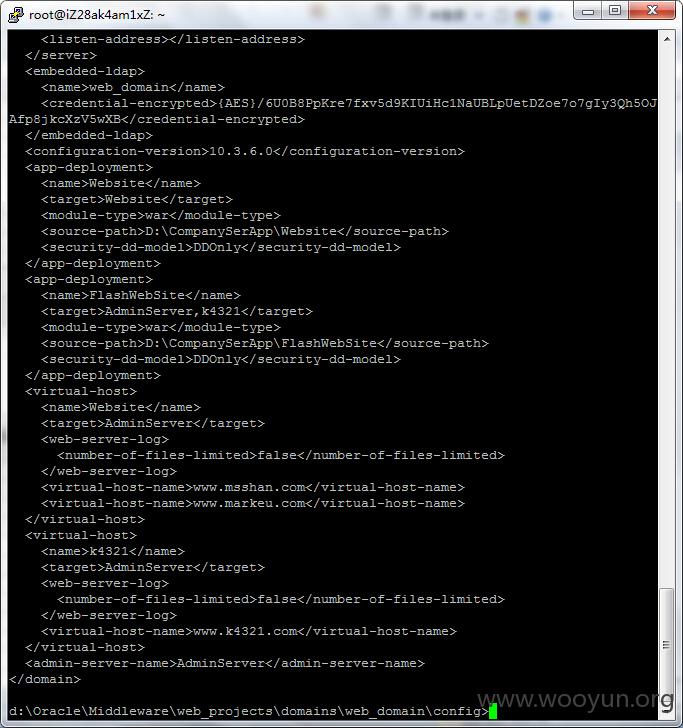 root@iZ28ak4am1xZ: ~
<listen-address></listen-address>
</server>
<embedded-ldap>
<name>web_domain</name>
<credential-encrypted>{AES}/6U0B8PpKre7fxv5d9KIUiHc1NaUBLpUetDZoe7o7gIy3Qh5OJ
Afp8jkcXzV5wXB</credential-encrypted>
</embedded-ldap>
<configuration-version>10.3.6.0</configuration-version>
<app-deployment>
<name>Website</name>
<target>Website</target>
<module-type>war</module-type>
<source-path>D:\CompanySerApp\Website</source-path>
<security-dd-model>DDOnly</security-dd-model>
</app-deployment>
<app-deployment>
<name>FlashWebSite</name>
<target>AdminServer,k4321</target>
<module-type>war</module-type>
<source-path>D:\CompanySerApp\FlashWebSite</source-path>
<security-dd-model>DDOnly</security-dd-model>
</app-deployment>
<virtual-host>
<name>Website</name>
<target>AdminServer</target>
<web-server-log>
<number-of-files-limited>false</number-of-files-limited>
</web-server-log>
<virtual-host-name>www.msshan.com</virtual-host-name>
<virtual-host-name>www.markeu.com</virtual-host-name>
</virtual-host>
<virtual-host>
<name>k4321</name>
<target>AdminServer</target>
<web-server-log>
<number-of-files-limited>false</number-of-files-limited>
</web-server-log>
<virtual-host-name>www.k4321.com</virtual-host-name>
</virtual-host>
<admin-server-name>AdminServer</admin-server-name>
</domain>
d:\Oracle\Middleware\web_projects\domains\web_domain\config>
www.wooyun.org